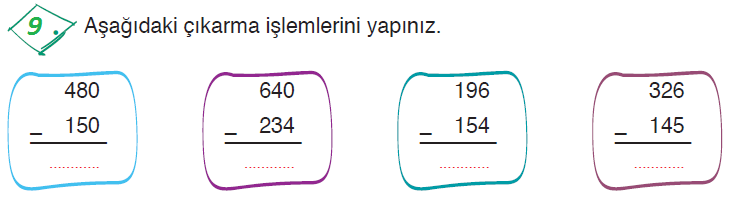 9. Aşağıdaki çıkarma işlemlerini yapınız.
480 640 196 326
_ 150 _ 234 _ 154 _ 145
............ ............ ............ ............